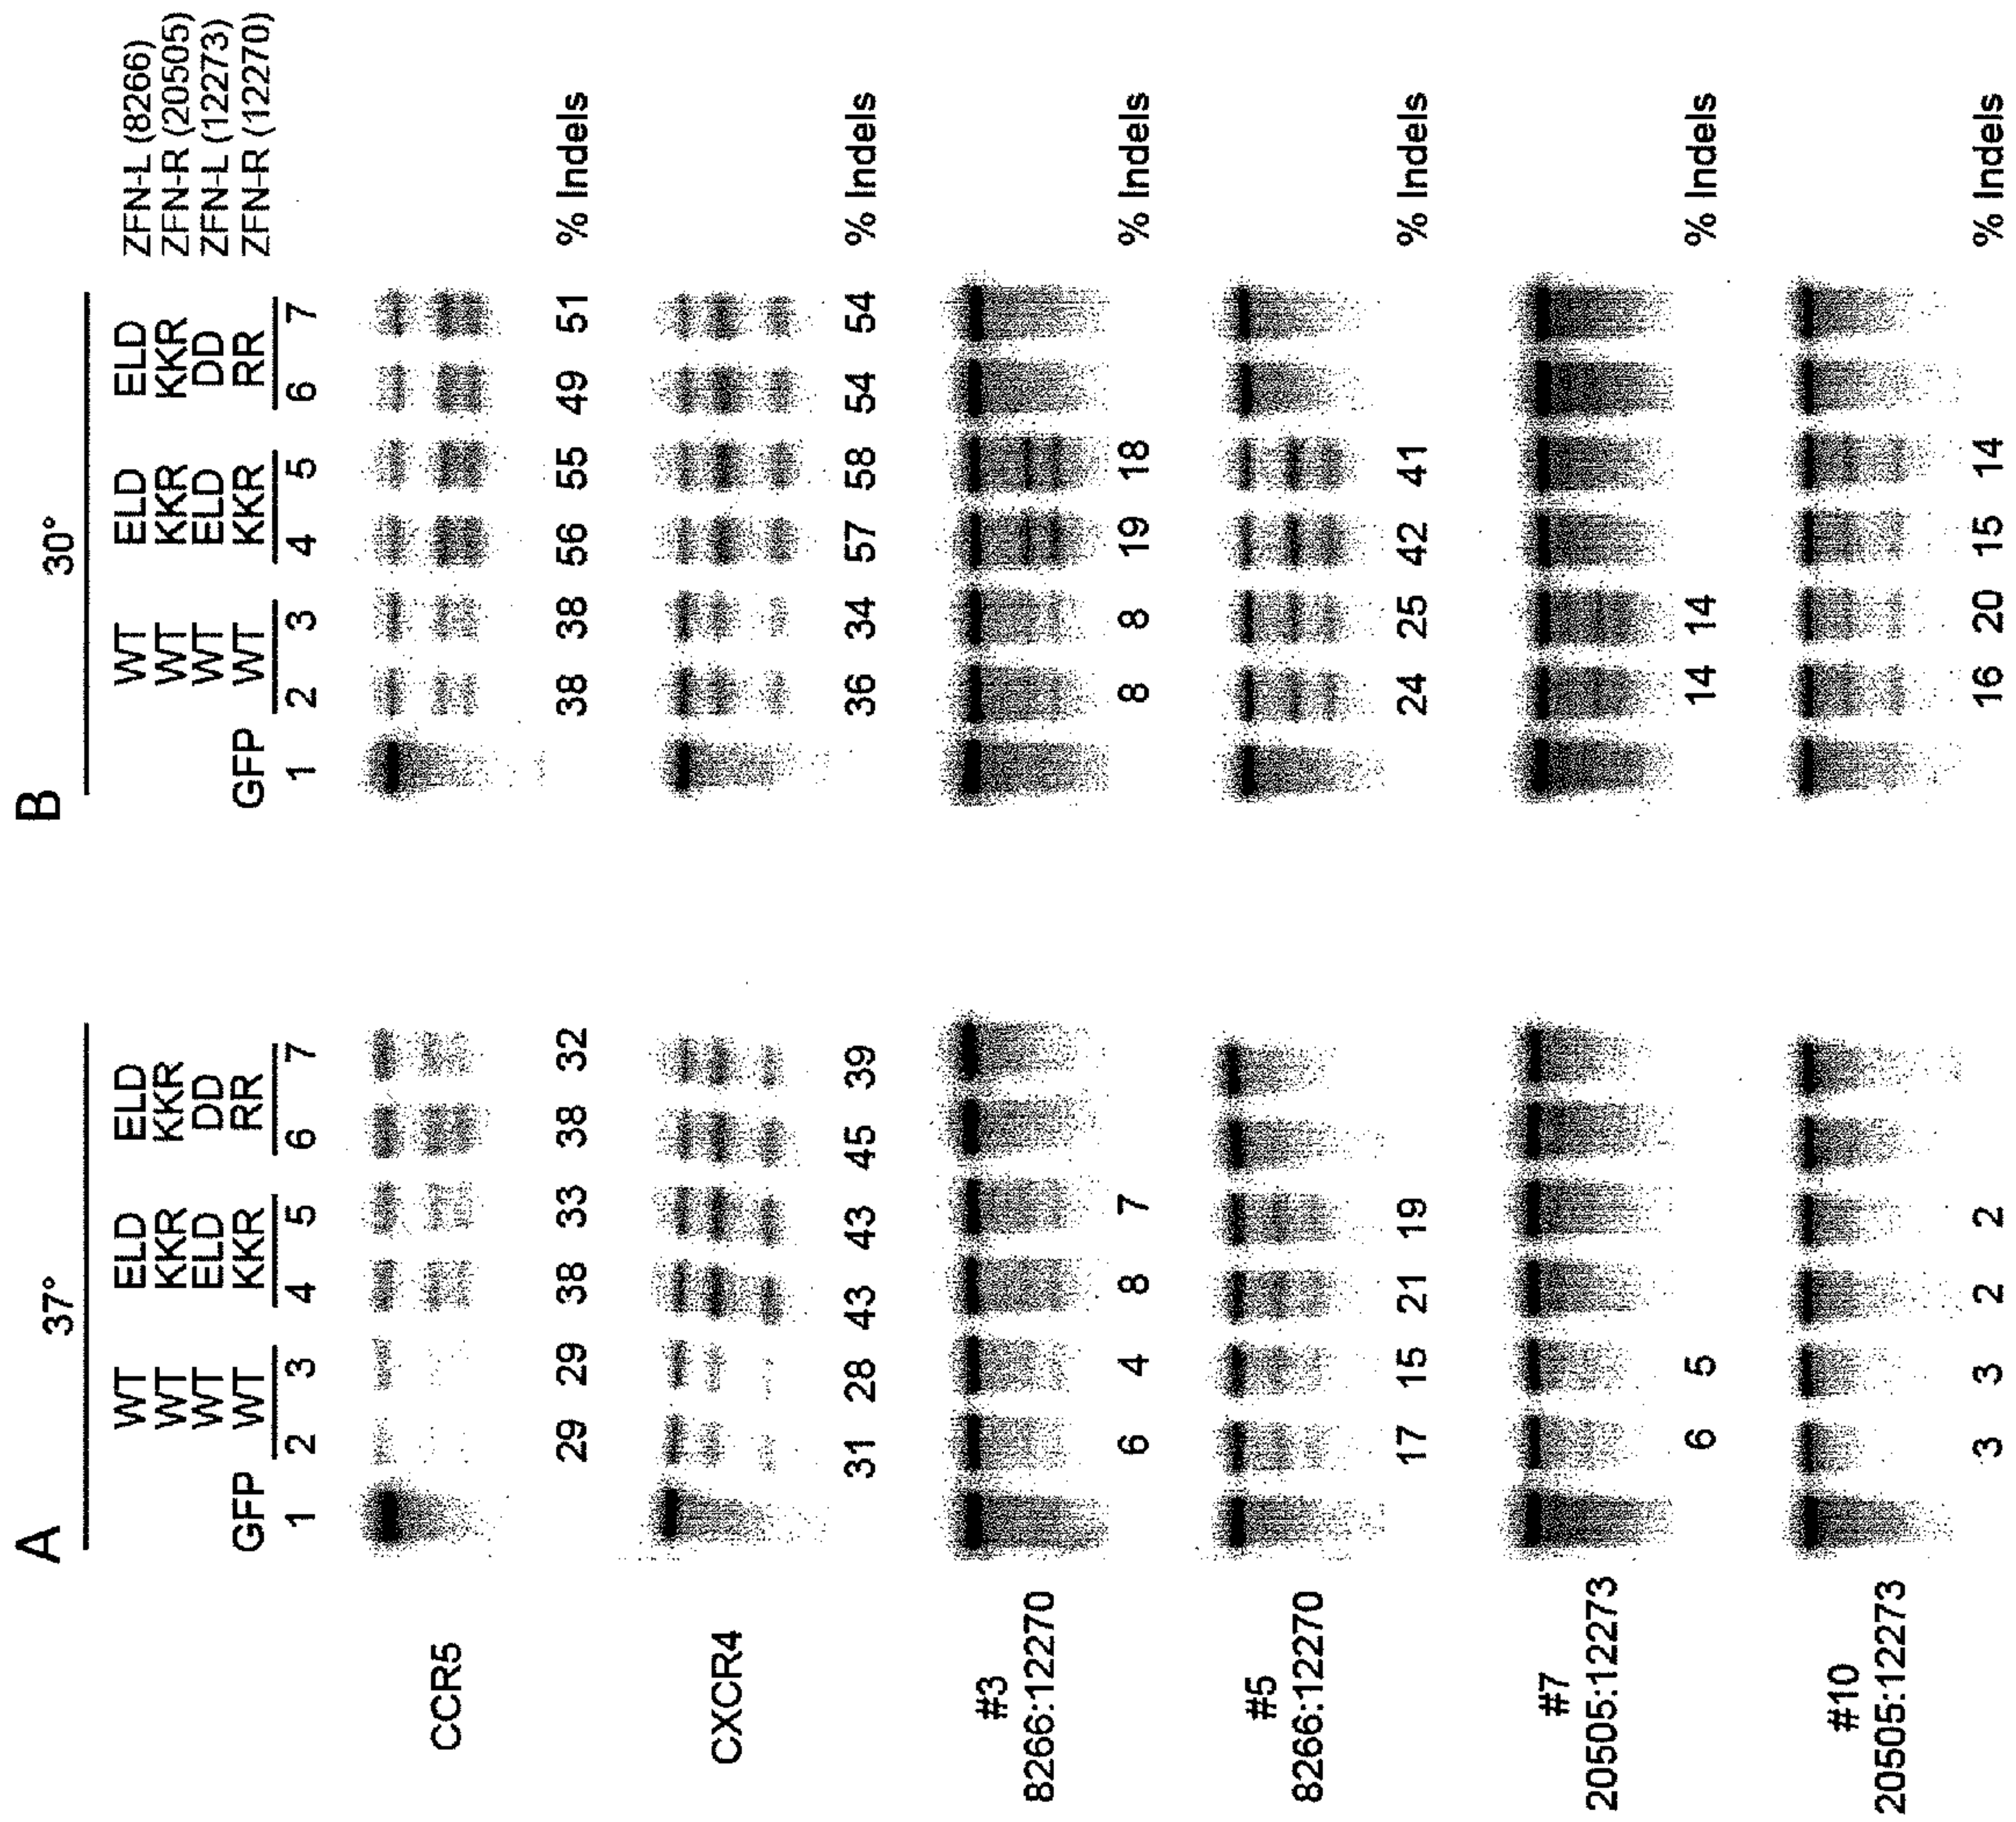 A B
37° 30°
WT ELD ELD WT ELD ELD ZFN-L (8266)
WT KKR KKR WT KKR KKR ZFN-R (20505)
WT ELD DD WT ELD DD ZFN-L (12273)
GFP WT KKR RR GFP WT KKR RR ZFN-R (12270)
1 2 3 4 5 6 7 1 2 3 4 5 6 7
CCR5
29 29 38 33 38 32 38 38 56 55 49 51 % Indels
CXCR4
31 28 43 43 45 39 36 34 57 58 54 54 % Indels
#3
8266:12270
6 4 8 7 8 8 19 18 % Indels
#5
8266:12270
17 15 21 19 24 25 42 41 % Indels
#7
20505:12273
6 5 14 14 % Indels
#10
20505:12273
3 3 2 2 16 20 15 14 % Indels